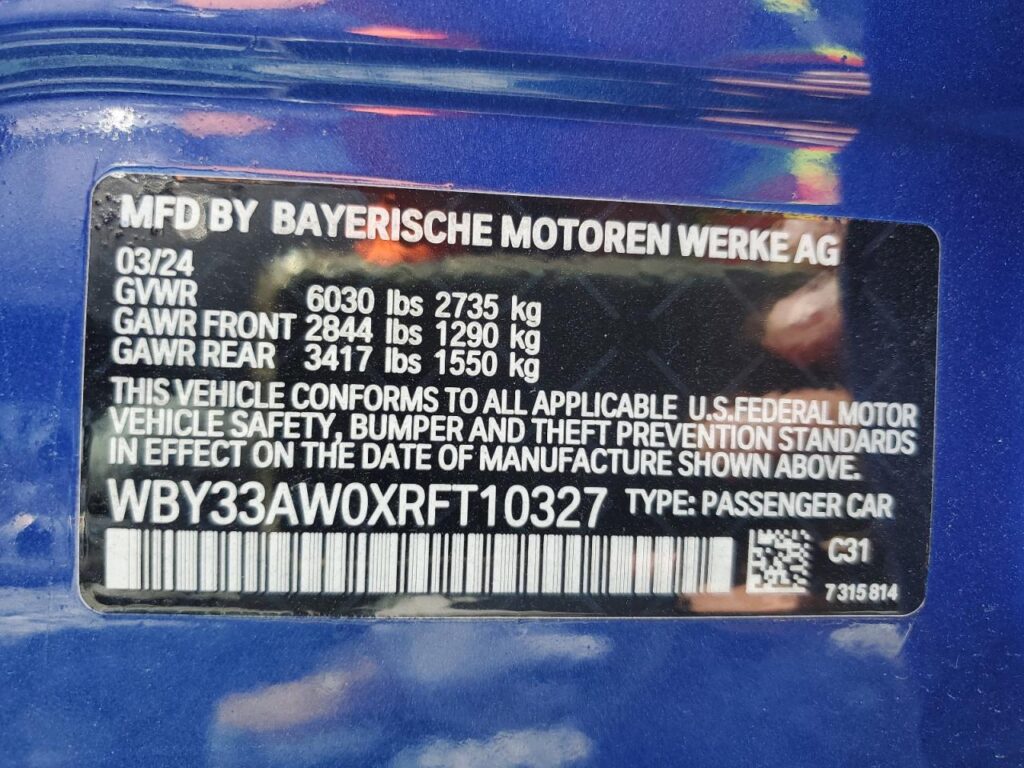 MFD BY BAYERISCHE MOTOREN WERKE AG
03/24
GVWR 6030 lbs 2735 kg
GAWR FRONT 2844 lbs 1290 kg
GAWR REAR 3417 lbs 1550 kg
THIS VEHICLE CONFORMS TO ALL APPLICABLE U.S.FEDERAL MOTOR
VEHICLE SAFETY, BUMPER AND THEFT PREVENTION STANDARDS
IN EFFECT ON THE DATE OF MANUFACTURE SHOWN ABOVE.
WBY33AW0XRFT10327 TYPE: PASSENGER CAR
C31
7 315 814